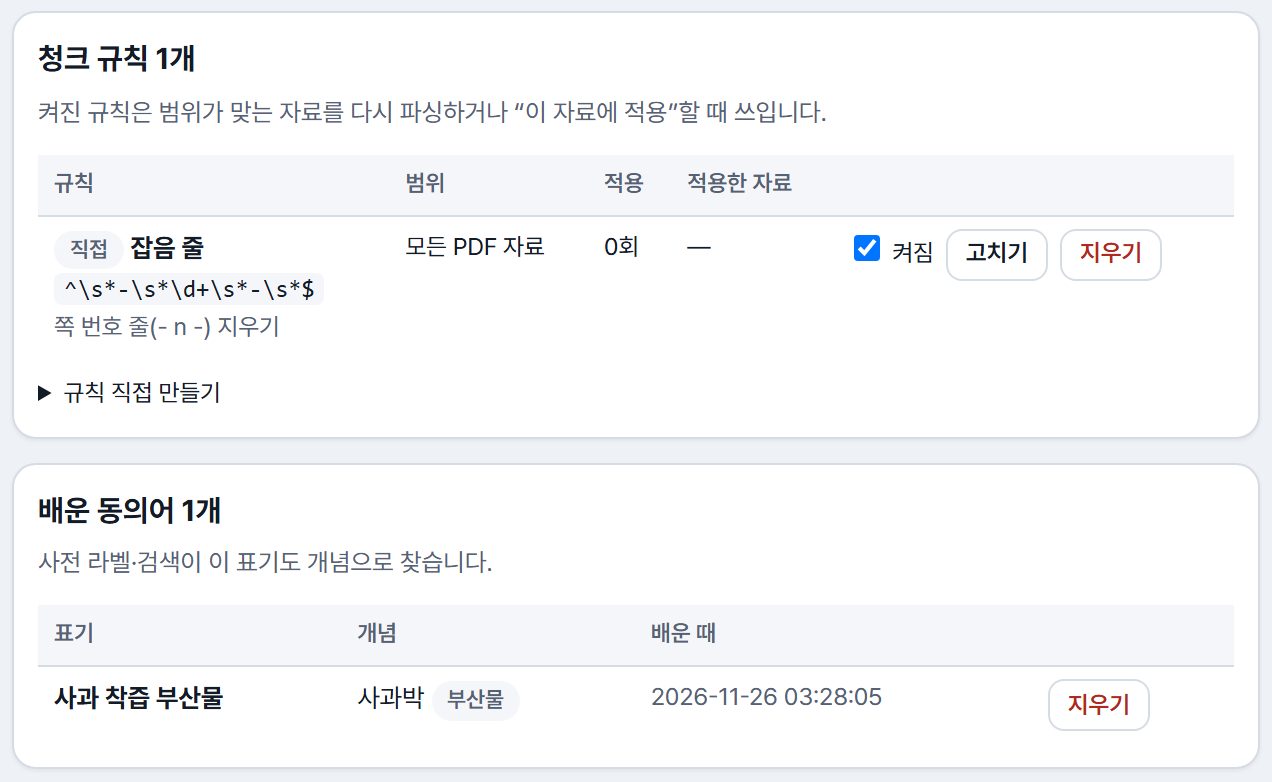 청크 규칙 1개
켜진 규칙은 범위가 맞는 자료를 다시 파싱하거나 “이 자료에 적용”할 때 쓰입니다.
규칙 범위 적용 적용한 자료
직접 잡음 줄 모든 PDF 자료 0회 — 켜짐 고치기 지우기
^\s*-\s*\d+\s*-\s*$
쪽 번호 줄(- n -) 지우기
▶ 규칙 직접 만들기
배운 동의어 1개
사전 라벨·검색이 이 표기도 개념으로 찾습니다.
표기 개념 배운 때
사과 착즙 부산물 사과박 부산물 2026-11-26 03:28:05 지우기